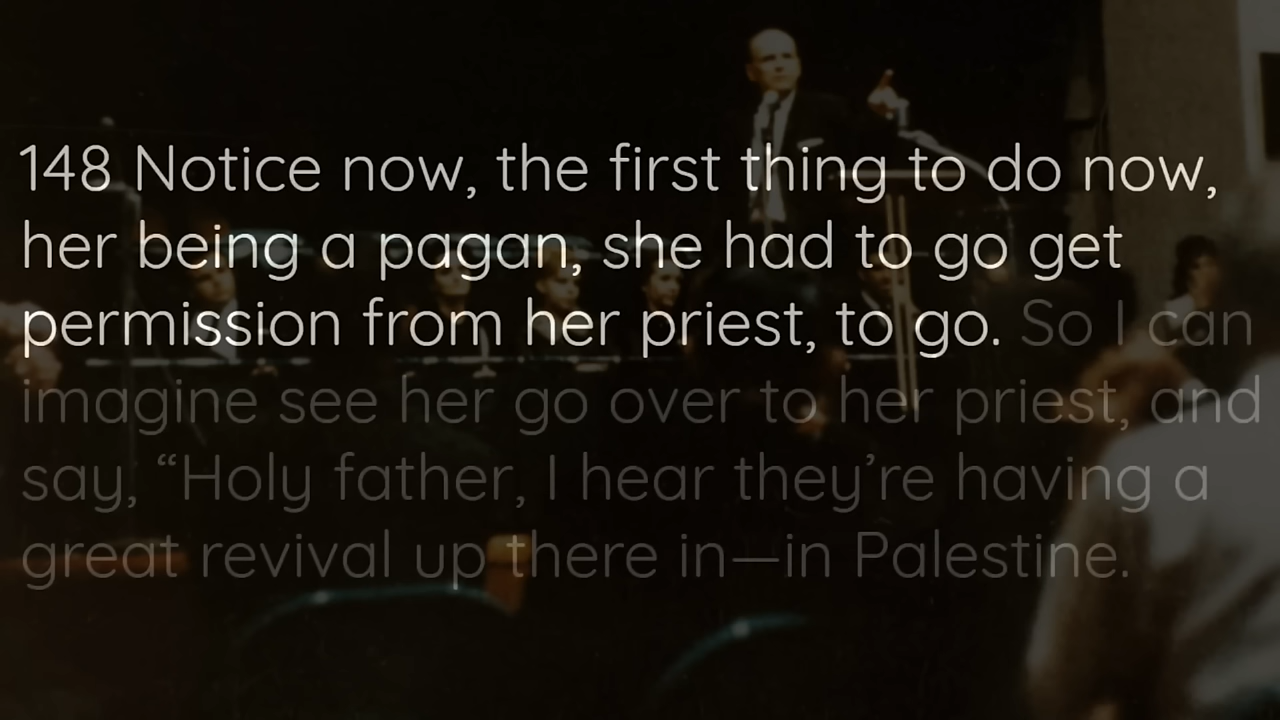 148 Notice now, the first thing to do now,
her being a pagan, she had to go get
permission from her priest, to go. So I can
imagine see her go over to her priest, and
say, “Holy father, I hear they’re having a
great revival up there in—in Palestine.